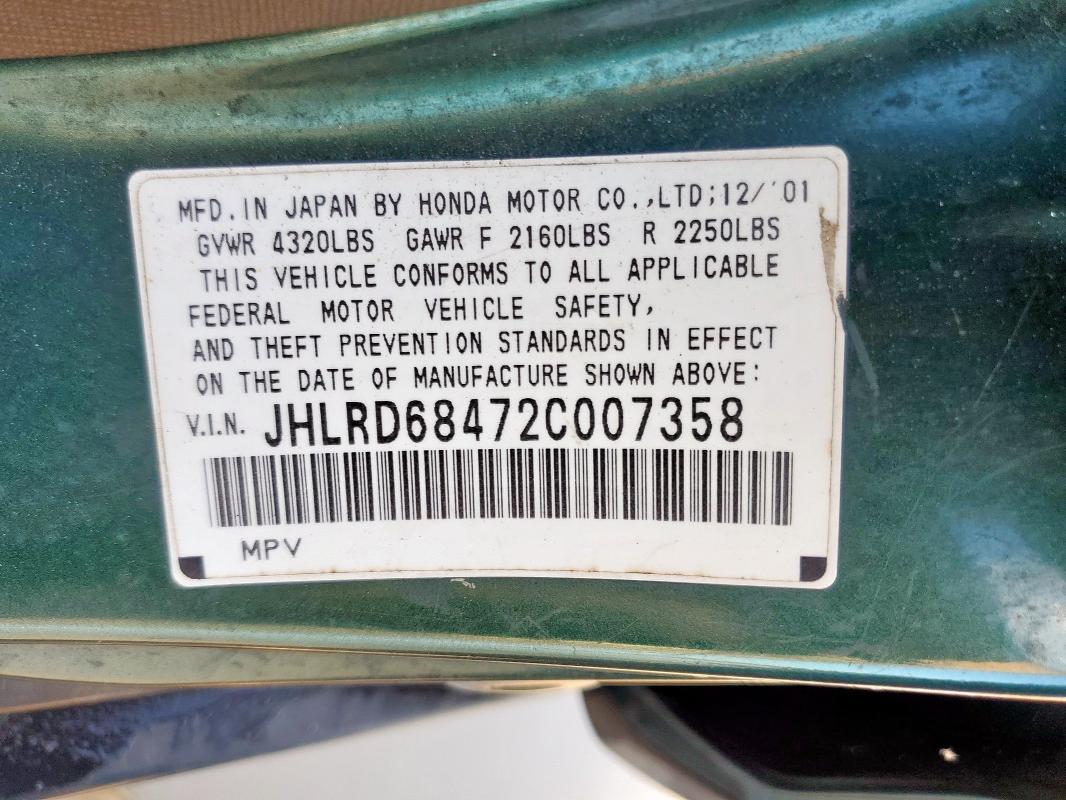 MFD.IN JAPAN BY HONDA MOTOR CO.,LTD;12/'01
GVWR 4320LBS GAWR F 2160LBS R 2250LBS
THIS VEHICLE CONFORMS TO ALL APPLICABLE
FEDERAL MOTOR VEHICLE SAFETY,
AND THEFT PREVENTION STANDARDS IN EFFECT
ON THE DATE OF MANUFACTURE SHOWN ABOVE:
V.I.N. JHLRD68472C007358
MPV